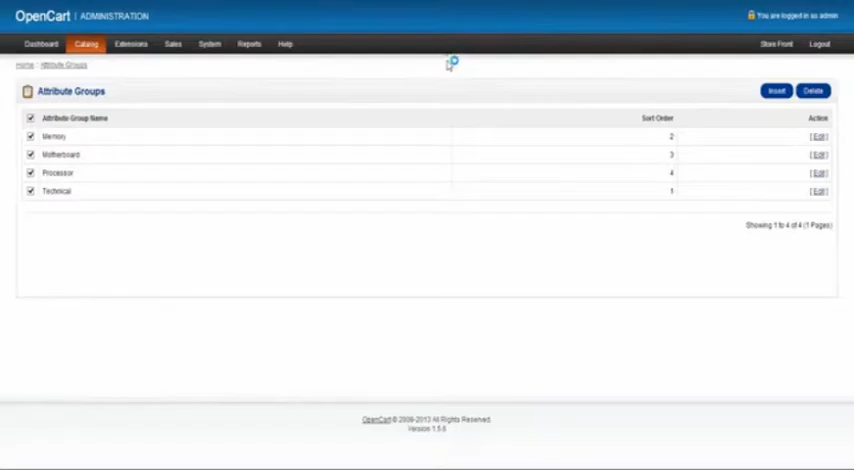 OpenCart | ADMINISTRATION
You are logged in as admin
Dashboard Catalog Extensions Sales System Reports Help Store Front Logout
Home :: Attribute Groups
Attribute Groups Insert Delete
Attribute Group Name Sort Order Action
Memory 2 [ Edit ]
Motherboard 3 [ Edit ]
Processor 4 [ Edit ]
Technical 1 [ Edit ]
Showing 1 to 4 of 4 (1 Pages)
OpenCart © 2009-2013 All Rights Reserved.
Version 1.5.6